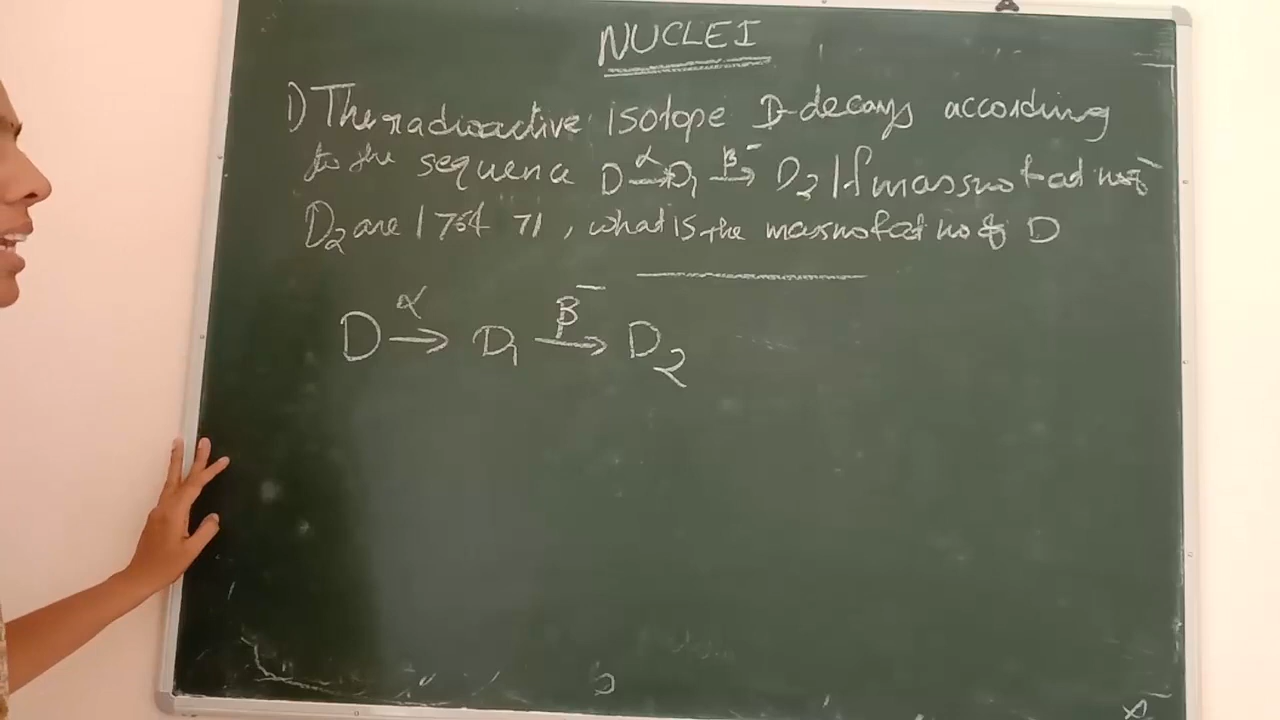 NUCLEI
1) The radioactive isotope D-decays according
to the sequence D α→ D1 β⁻→ D2 If mass no & at no of
D2 are 176 & 71, what is the mass no & at no of D
D α→ D1 β⁻→ D2